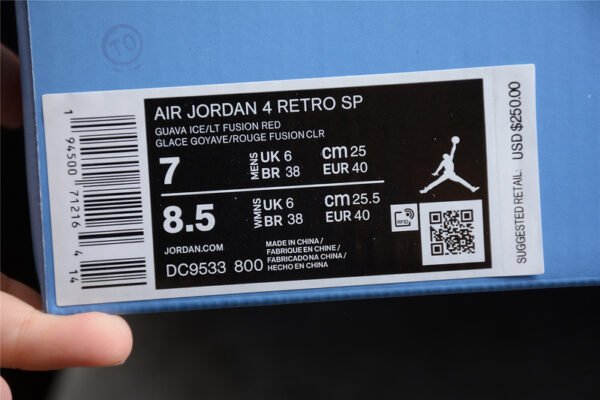 TO
AIR JORDAN 4 RETRO SP
GUAVA ICE/LT FUSION RED
GLACE GOYAVE/ROUGE FUSION CLR
7 MENS UK 6 cm 25
BR 38 EUR 40
8.5 WMNS UK 6 cm 25.5
BR 38 EUR 40
JORDAN.COM
DC9533 800
MADE IN CHINA /
FABRIQUE EN CHINE /
FABRICADO NA CHINA /
HECHO EN CHINA
RFID
1 94500 71216 4 14
SUGGESTED RETAIL: USD $250.00